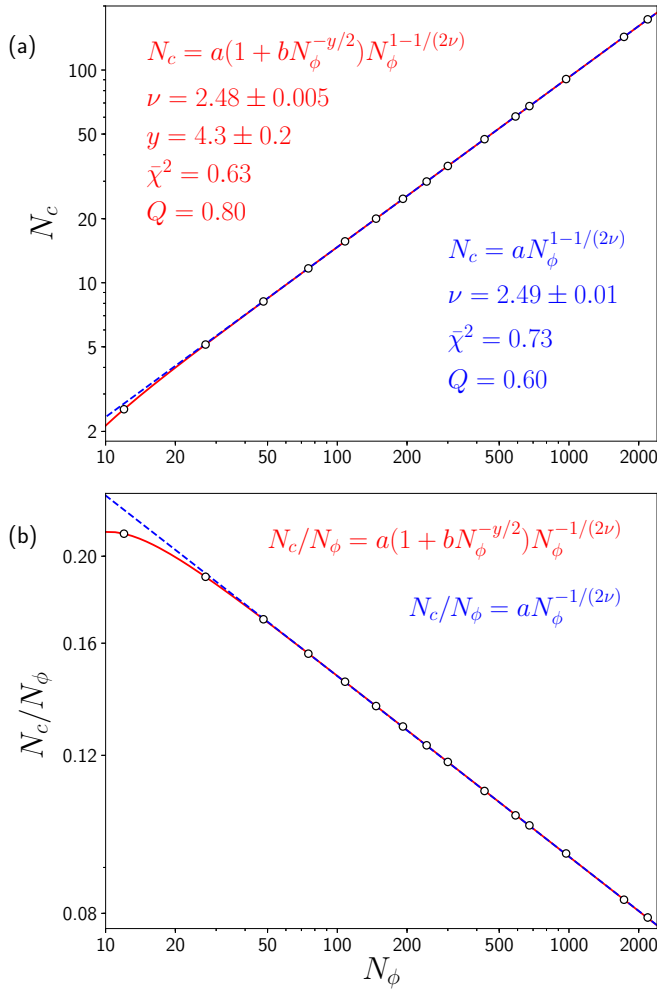 (a)
N_c = a(1 + bN_ϕ^{-y/2})N_ϕ^{1-1/(2ν)}
ν = 2.48 ± 0.005
y = 4.3 ± 0.2
χ̄² = 0.63
Q = 0.80
N_c = aN_ϕ^{1-1/(2ν)}
ν = 2.49 ± 0.01
χ̄² = 0.73
Q = 0.60
N_c
100
50
20
10
5
2
10 20 50 100 200 500 1000 2000
(b)
N_c/N_ϕ = a(1 + bN_ϕ^{-y/2})N_ϕ^{-1/(2ν)}
N_c/N_ϕ = aN_ϕ^{-1/(2ν)}
N_c/N_ϕ
0.20
0.16
0.12
0.08
10 20 50 100 200 500 1000 2000
N_ϕ